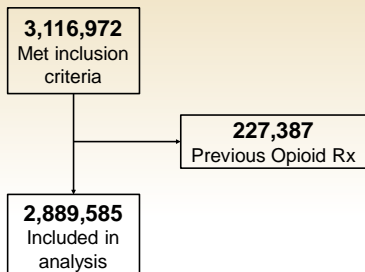 3,116,972
Met inclusion
criteria
227,387
Previous Opioid Rx
2,889,585
Included in
analysis